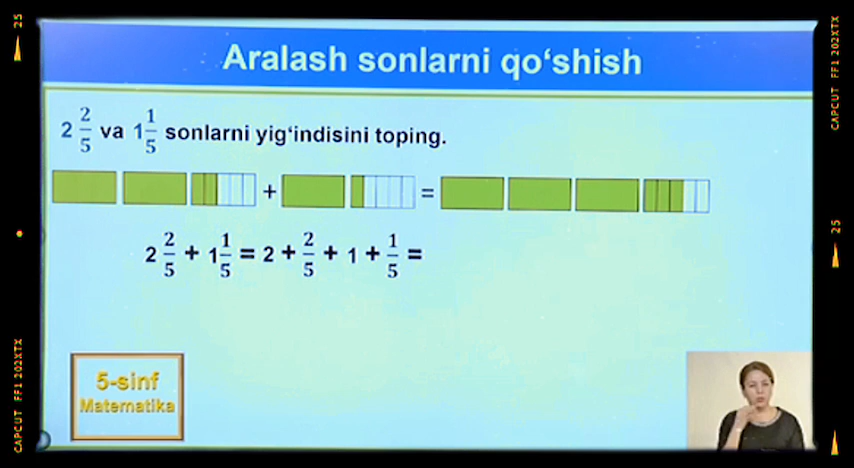 Aralash sonlarni qo‘shish
2 2/5 va 1 1/5 sonlarni yig‘indisini toping.
+ =
2 2/5 + 1 1/5 = 2 + 2/5 + 1 + 1/5 =
5-sinf
Matematika
25
CAPCUT FF1 202XTX
CAPCUT FF1 202XTX
25